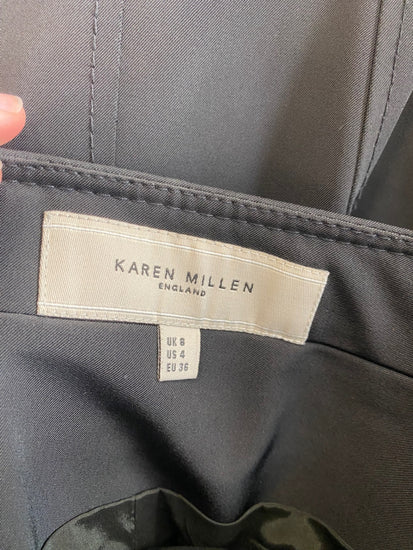 KAREN MILLEN
ENGLAND
UK 8
US 4
EU 36